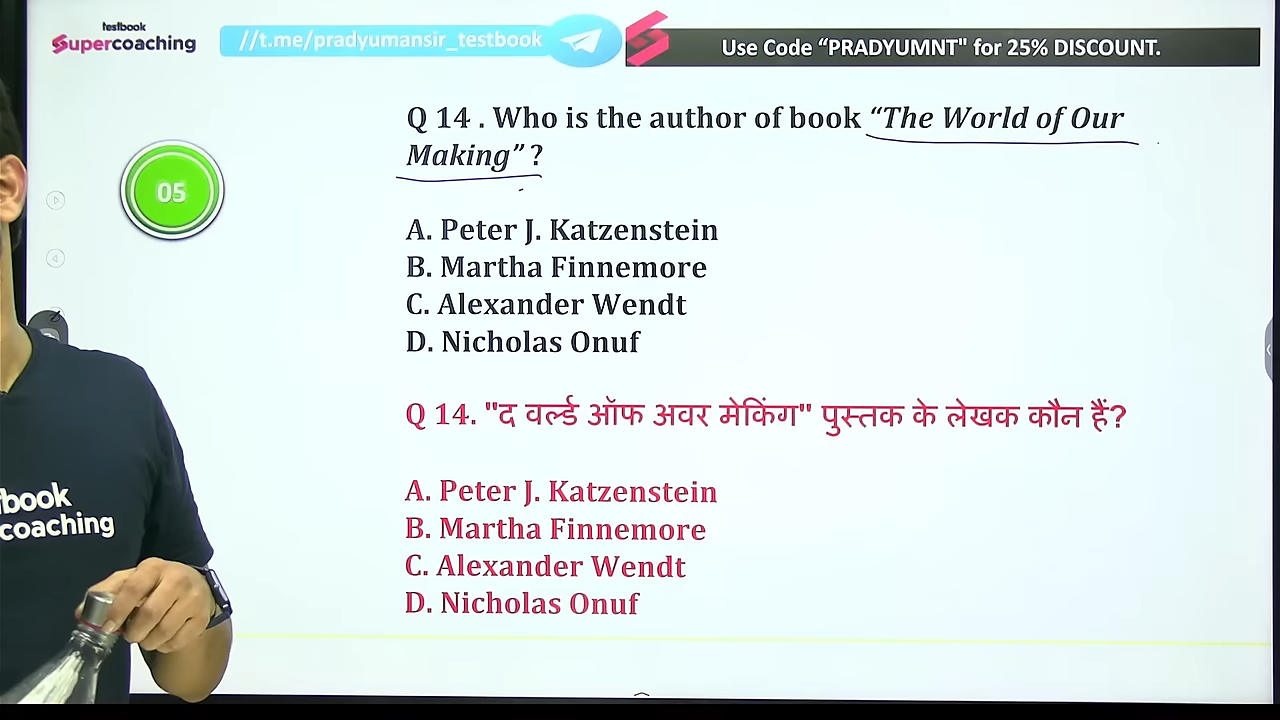 testbook
Supercoaching
//t.me/pradyumansir_testbook
Use Code “PRADYUMNT" for 25% DISCOUNT.
Q 14 . Who is the author of book “The World of Our
Making” ?
05
A. Peter J. Katzenstein
B. Martha Finnemore
C. Alexander Wendt
D. Nicholas Onuf
Q 14. "द वर्ल्ड ऑफ अवर मेकिंग" पुस्तक के लेखक कौन हैं?
A. Peter J. Katzenstein
B. Martha Finnemore
C. Alexander Wendt
D. Nicholas Onuf
book
coaching